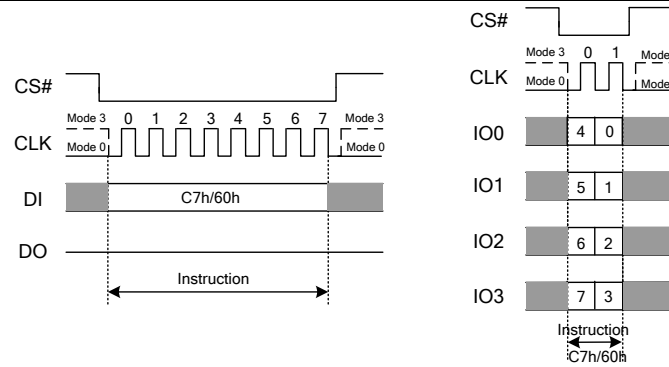 CS#
Mode 3 0 1 2 3 4 5 6 7 Mode 3
CLK
Mode 0 Mode 0
DI C7h/60h
DO
Instruction
CS#
Mode 3 0 1 Mode
CLK
Mode 0 Mode
IO0 4 0
IO1 5 1
IO2 6 2
IO3 7 3
Instruction
C7h/60h